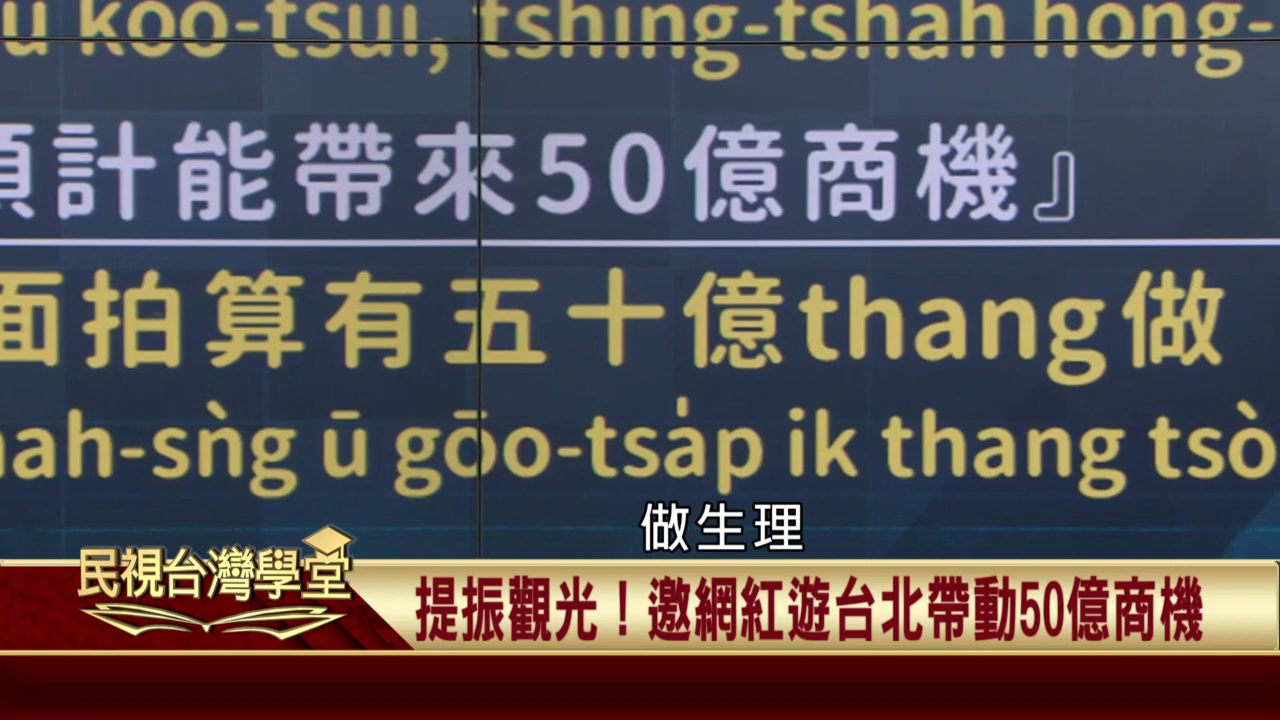 koo-tsui, tshing-tshah hong-
預計能帶來50億商機』
面拍算有五十億thang做
hah-sǹg ū gōo-tsa̍p ik thang tsò
做生理
民視台灣學堂
提振觀光！邀網紅遊台北帶動50億商機